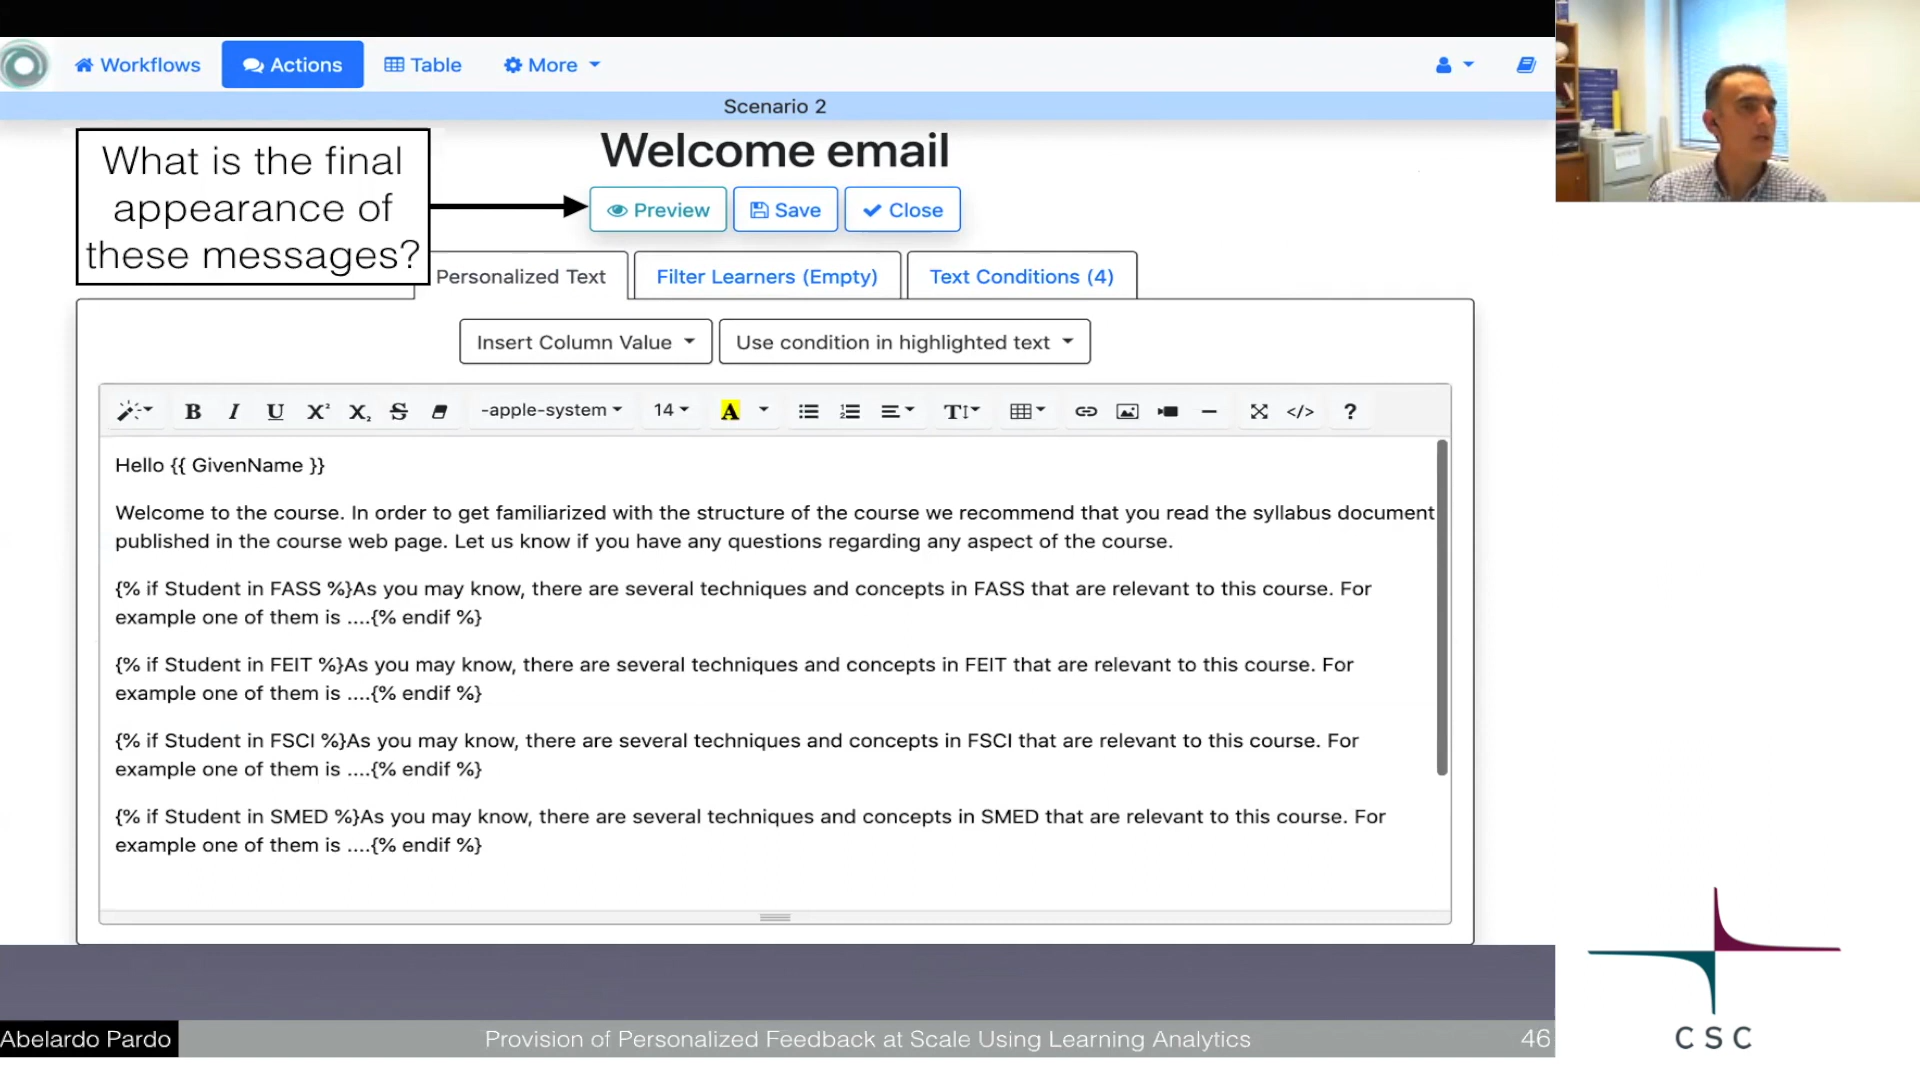 Workflows Actions Table More
Scenario 2
What is the final
appearance of
these messages?
Welcome email
Preview Save Close
Personalized Text Filter Learners (Empty) Text Conditions (4)
Insert Column Value Use condition in highlighted text
B I U X² X₂ S -apple-system 14 A T </> ?
Hello {{ GivenName }}
Welcome to the course. In order to get familiarized with the structure of the course we recommend that you read the syllabus document
published in the course web page. Let us know if you have any questions regarding any aspect of the course.
{% if Student in FASS %}As you may know, there are several techniques and concepts in FASS that are relevant to this course. For
example one of them is ....{% endif %}
{% if Student in FEIT %}As you may know, there are several techniques and concepts in FEIT that are relevant to this course. For
example one of them is ....{% endif %}
{% if Student in FSCI %}As you may know, there are several techniques and concepts in FSCI that are relevant to this course. For
example one of them is ....{% endif %}
{% if Student in SMED %}As you may know, there are several techniques and concepts in SMED that are relevant to this course. For
example one of them is ....{% endif %}
Abelardo Pardo Provision of Personalized Feedback at Scale Using Learning Analytics 46
CSC